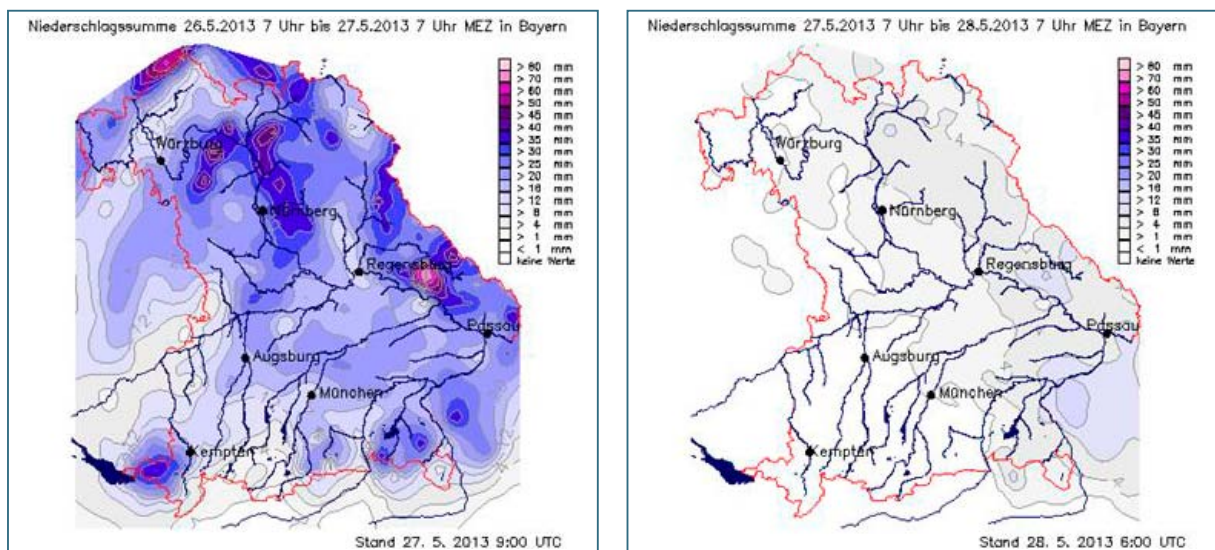 Niederschlagssumme 26.5.2013 7 Uhr bis 27.5.2013 7 Uhr MEZ in Bayern
> 80 mm
> 70 mm
> 60 mm
> 50 mm
> 45 mm
> 40 mm
> 35 mm
> 30 mm
> 25 mm
> 20 mm
> 16 mm
> 12 mm
> 8 mm
> 4 mm
> 1 mm
< 1 mm
keine Werte
Würzburg
Nürnberg
Regensburg
Passau
Augsburg
München
Kempten
12
Stand 27. 5. 2013 9:00 UTC
Niederschlagssumme 27.5.2013 7 Uhr bis 28.5.2013 7 Uhr MEZ in Bayern
> 80 mm
> 70 mm
> 60 mm
> 50 mm
> 45 mm
> 40 mm
> 35 mm
> 30 mm
> 25 mm
> 20 mm
> 16 mm
> 12 mm
> 8 mm
> 4 mm
> 1 mm
< 1 mm
keine Werte
4
Würzburg
Nürnberg
Regensburg
Passau
Augsburg
4
München
Kempten
Stand 28. 5. 2013 6:00 UTC